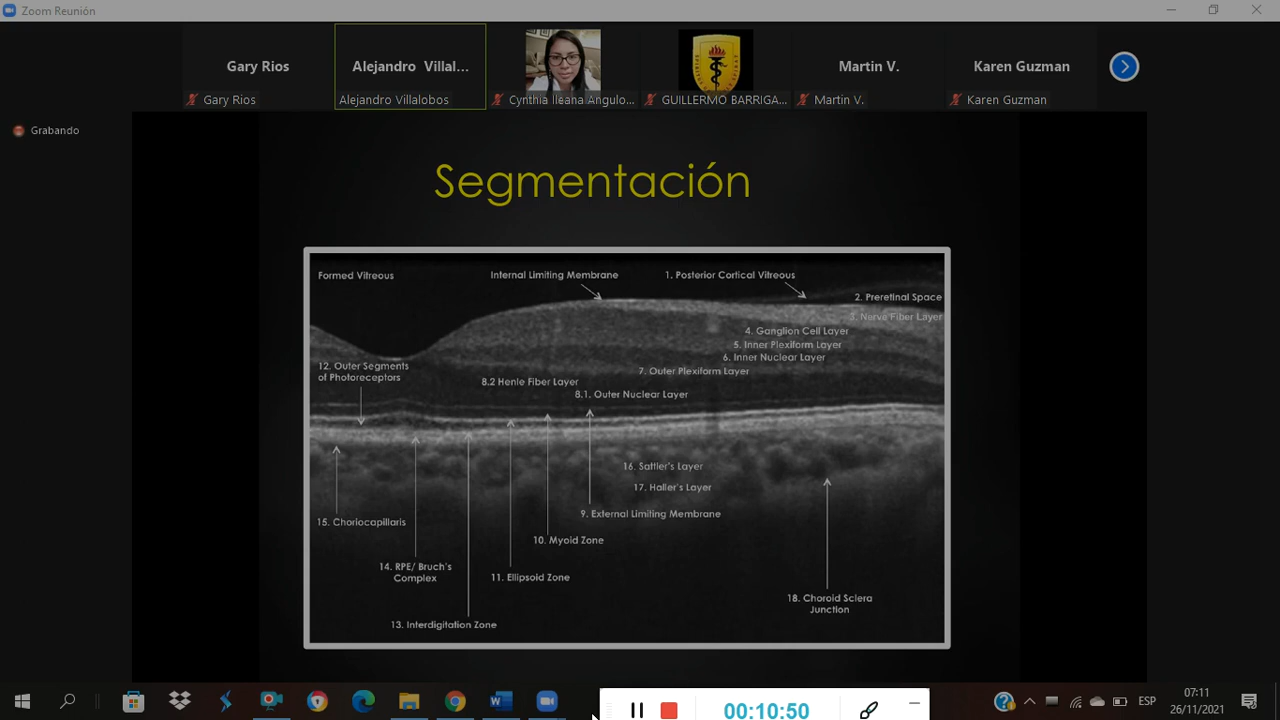 Zoom Reunión
Gary Rios
Alejandro Villal...
Martin V.
Karen Guzman
Gary Rios
Alejandro Villalobos
Cynthia Ileana Angulo...
GUILLERMO BARRIGA...
Martin V.
Karen Guzman
Grabando
Segmentación
Formed Vitreous
Internal Limiting Membrane
1. Posterior Cortical Vitreous
2. Preretinal Space
3. Nerve Fiber Layer
4. Ganglion Cell Layer
5. Inner Plexiform Layer
6. Inner Nuclear Layer
12. Outer Segments
of Photoreceptors
7. Outer Plexiform Layer
8.2 Henle Fiber Layer
8.1. Outer Nuclear Layer
16. Sattler's Layer
17. Haller's Layer
9. External Limiting Membrane
15. Choriocapillaris
10. Myoid Zone
14. RPE/ Bruch's
Complex
11. Ellipsoid Zone
18. Choroid Sclera
Junction
13. Interdigitation Zone
00:10:50
ESP
07:11
26/11/2021